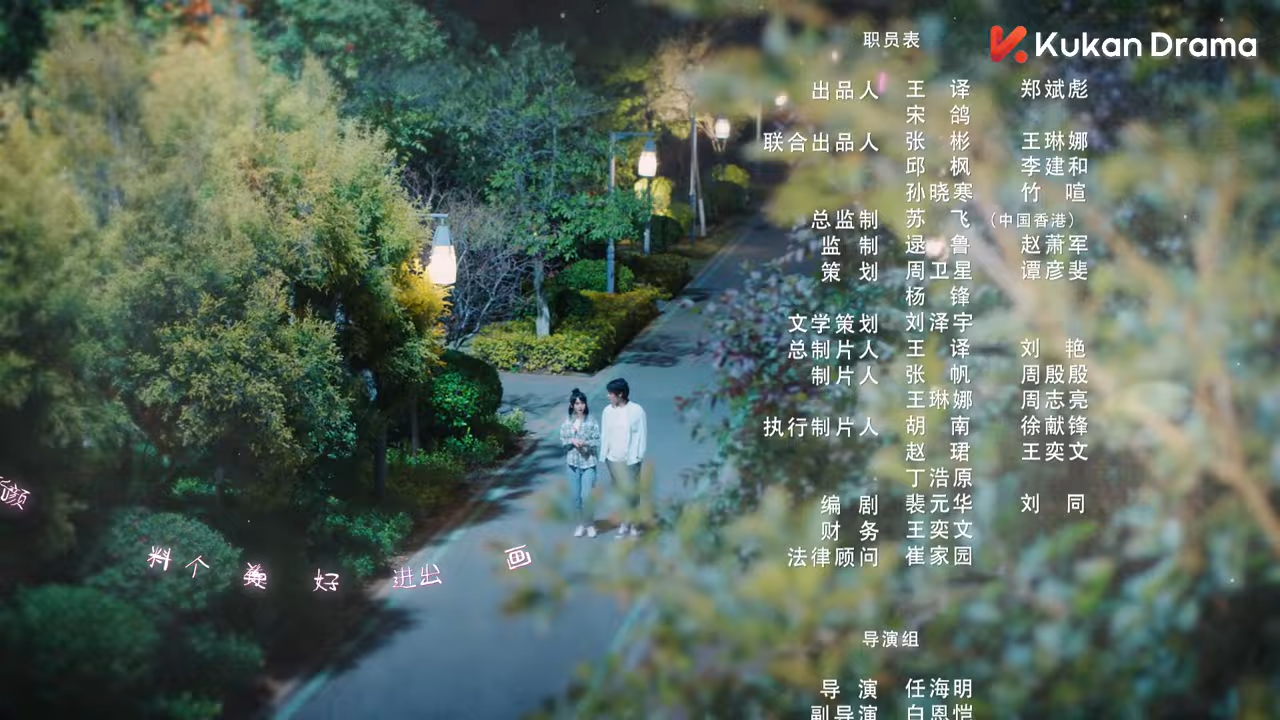 职员表
Kukan Drama
出品人 王译 郑斌彪
宋鸽
联合出品人 张彬 王琳娜
邱枫 李建和
孙晓寒 竹喧
总监制 苏飞（中国香港）
监制 逯鲁 赵萧军
策划 周卫星 谭彦斐
杨锋
文学策划 刘泽宇
总制片人 王译 刘艳
制片人 张帆 周殷殷
王琳娜 周志亮
执行制片人 胡南 徐献锋
赵珺 王奕文
丁浩原
编剧 裴元华 刘同
财务 王奕文
法律顾问 崔家园
颜
料个美好进出画
导演组
导演 任海明
副导演 白恩恺